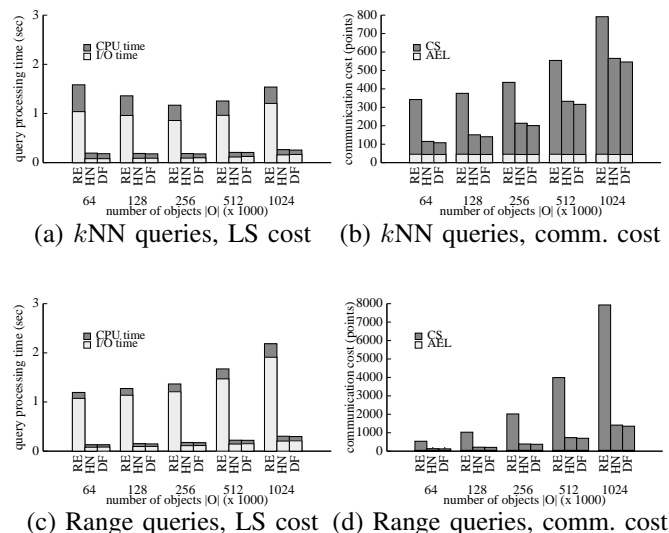 query processing time (sec)
3
2
1
0
CPU time
I/O time
RE HN DF RE HN DF RE HN DF RE HN DF RE HN DF
64 128 256 512 1024
number of objects |O| (x 1000)
(a) kNN queries, LS cost
communication cost (points)
800
700
600
500
400
300
200
100
0
CS
AEL
RE HN DF RE HN DF RE HN DF RE HN DF RE HN DF
64 128 256 512 1024
number of objects |O| (x 1000)
(b) kNN queries, comm. cost
query processing time (sec)
3
2
1
0
CPU time
I/O time
RE HN DF RE HN DF RE HN DF RE HN DF RE HN DF
64 128 256 512 1024
number of objects |O| (x 1000)
(c) Range queries, LS cost
communication cost (points)
8000
7000
6000
5000
4000
3000
2000
1000
0
CS
AEL
RE HN DF RE HN DF RE HN DF RE HN DF RE HN DF
64 128 256 512 1024
number of objects |O| (x 1000)
(d) Range queries, comm. cost